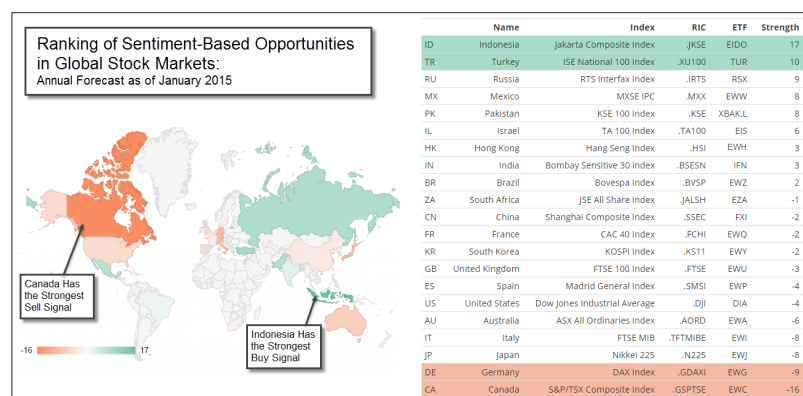 Ranking of Sentiment-Based Opportunities
in Global Stock Markets:
Annual Forecast as of January 2015
Canada Has
the Strongest
Sell Signal
Indonesia Has
the Strongest
Buy Signal
-16 17
Name Index RIC ETF Strength
ID Indonesia Jakarta Composite Index .JKSE EIDO 17
TR Turkey ISE National 100 Index .XU100 TUR 10
RU Russia RTS Interfax Index .IRTS RSX 9
MX Mexico MXSE IPC .MXX EWW 8
PK Pakistan KSE 100 Index .KSE XBAK.L 8
IL Israel TA 100 Index .TA100 EIS 6
HK Hong Kong Hang Seng Index .HSI EWH 3
IN India Bombay Sensitive 30 index .BSESN IFN 3
BR Brazil Bovespa Index .BVSP EWZ 2
ZA South Africa JSE All Share Index .JALSH EZA -1
CN China Shanghai Composite Index .SSEC FXI -2
FR France CAC 40 Index .FCHI EWQ -2
KR South Korea KOSPI Index .KS11 EWY -2
GB United Kingdom FTSE 100 Index .FTSE EWU -3
ES Spain Madrid General Index .SMSI EWP -4
US United States Dow Jones Industrial Average .DJI DIA -4
AU Australia ASX All Ordinaries Index .AORD EWA -6
IT Italy FTSE MIB .TFTMIBE EWI -8
JP Japan Nikkei 225 .N225 EWJ -8
DE Germany DAX Index .GDAXI EWG -9
CA Canada S&P/TSX Composite Index .GSPTSE EWC -16